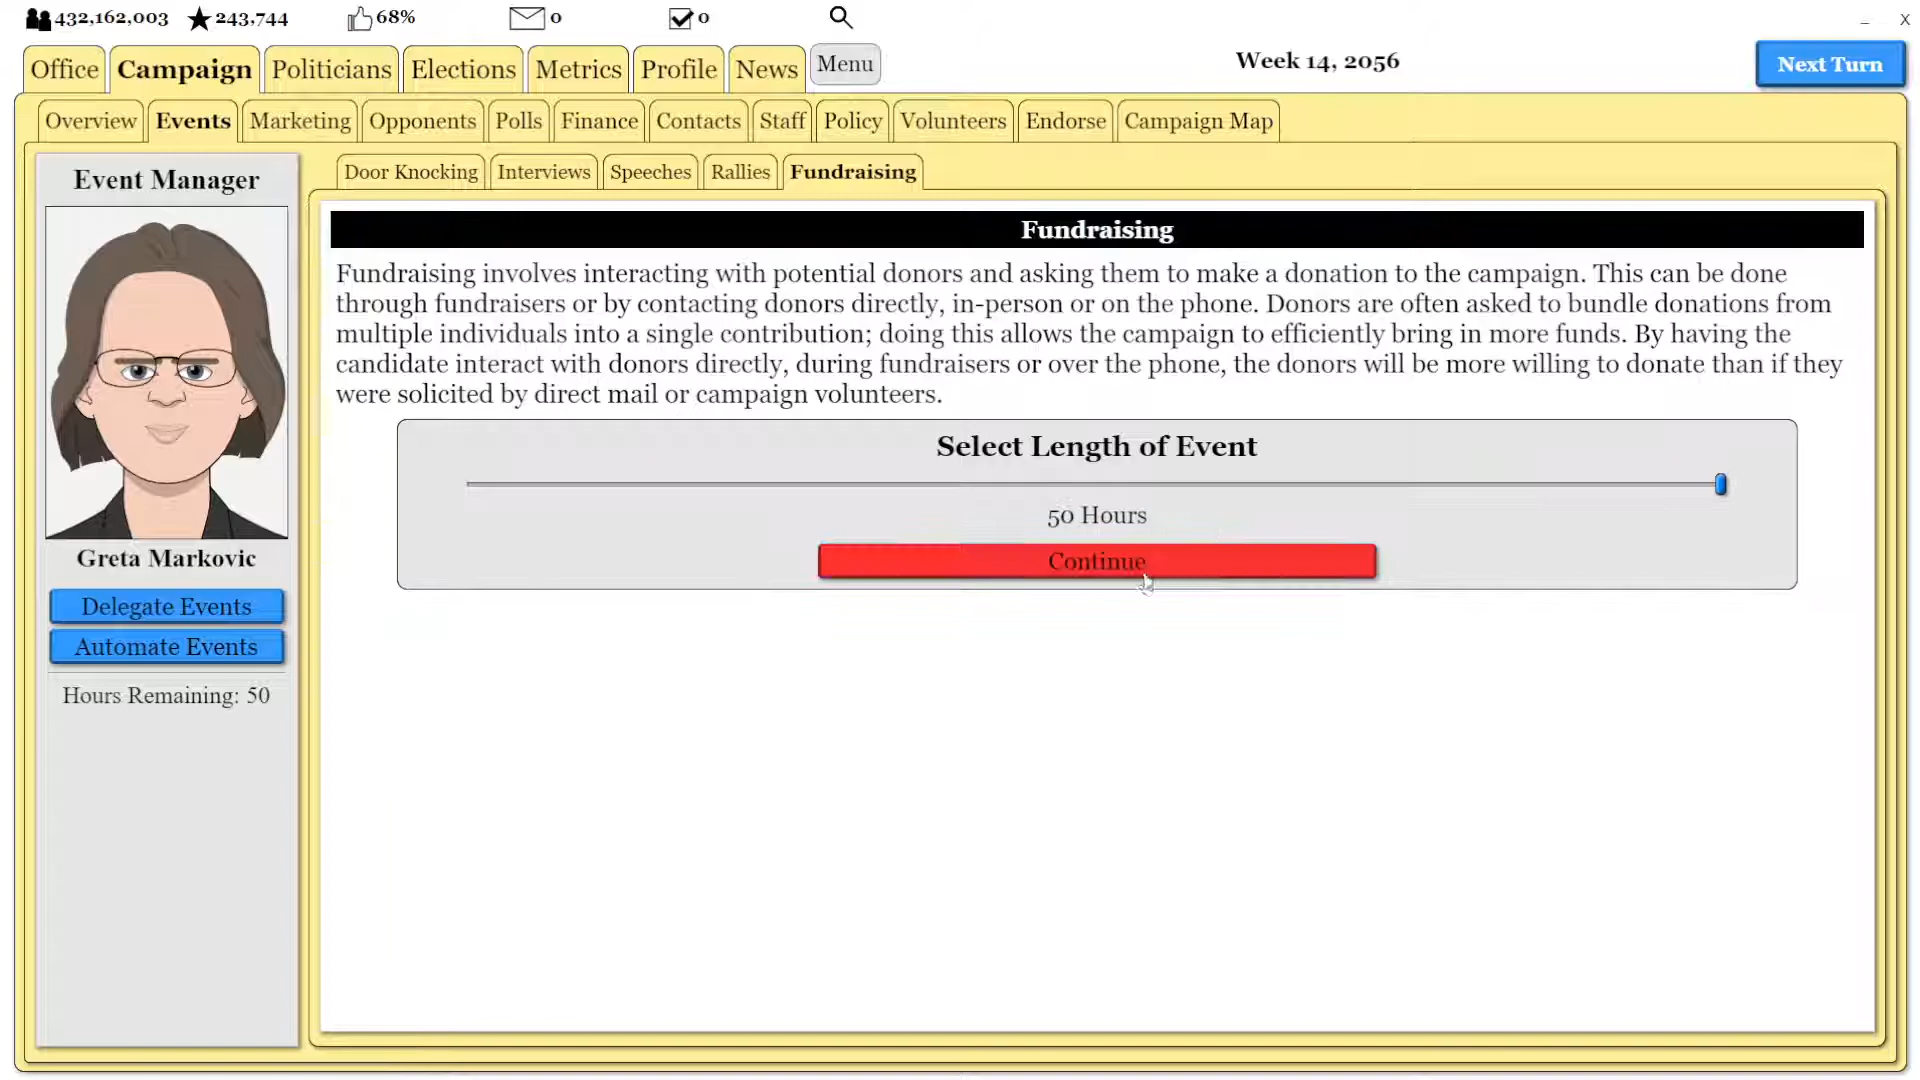 432,162,003 243,744 68% 0 0
_ X
Office Campaign Politicians Elections Metrics Profile News Menu
Week 14, 2056
Next Turn
Overview Events Marketing Opponents Polls Finance Contacts Staff Policy Volunteers Endorse Campaign Map
Event Manager
Greta Markovic
Delegate Events
Automate Events
Hours Remaining: 50
Door Knocking Interviews Speeches Rallies Fundraising
Fundraising
Fundraising involves interacting with potential donors and asking them to make a donation to the campaign. This can be done
through fundraisers or by contacting donors directly, in-person or on the phone. Donors are often asked to bundle donations from
multiple individuals into a single contribution; doing this allows the campaign to efficiently bring in more funds. By having the
candidate interact with donors directly, during fundraisers or over the phone, the donors will be more willing to donate than if they
were solicited by direct mail or campaign volunteers.
Select Length of Event
50 Hours
Continue